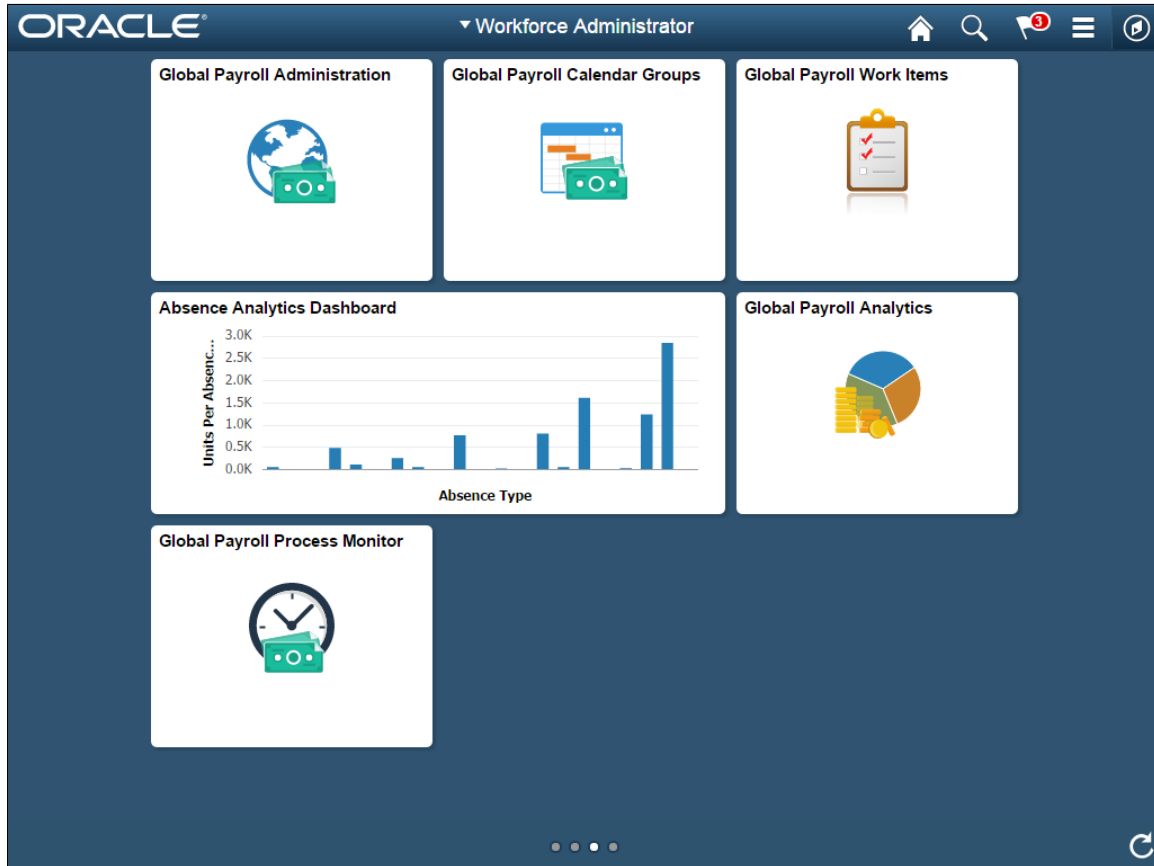 ORACLE®
Workforce Administrator
3
Global Payroll Administration
Global Payroll Calendar Groups
Global Payroll Work Items
Absence Analytics Dashboard
Units Per Absenc...
3.0K
2.5K
2.0K
1.5K
1.0K
0.5K
0.0K
Absence Type
Global Payroll Analytics
Global Payroll Process Monitor